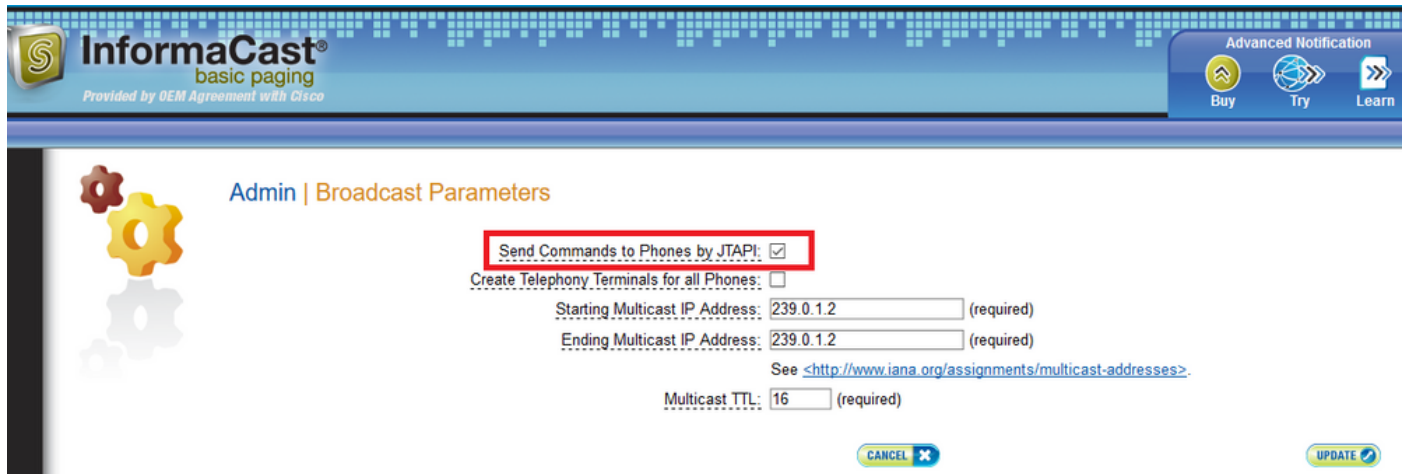 InformaCast®
basic paging
Provided by OEM Agreement with Cisco
Advanced Notification
Buy Try Learn
Admin | Broadcast Parameters
Send Commands to Phones by JTAPI:
Create Telephony Terminals for all Phones:
Starting Multicast IP Address: 239.0.1.2 (required)
Ending Multicast IP Address: 239.0.1.2 (required)
See <http://www.iana.org/assignments/multicast-addresses>.
Multicast TTL: 16 (required)
CANCEL UPDATE